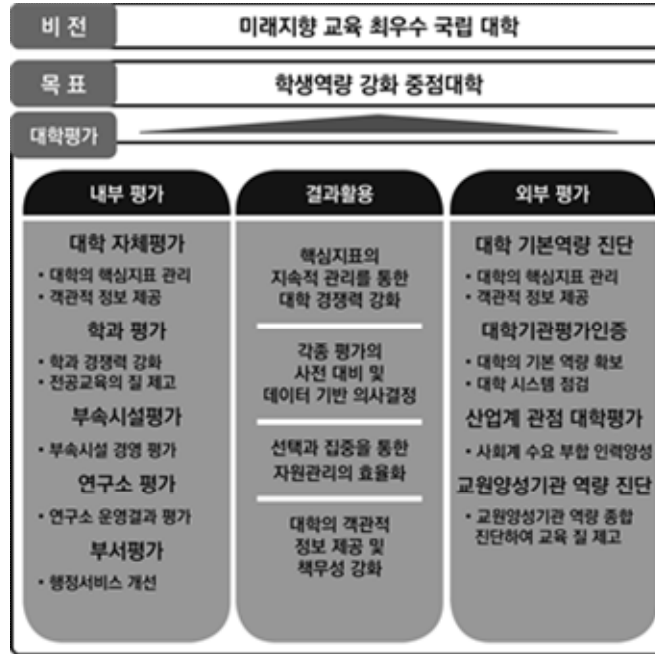 비 전
미래지향 교육 최우수 국립 대학
목 표
학생역량 강화 중점대학
대학평가
내부 평가
대학 자체평가
• 대학의 핵심지표 관리
• 객관적 정보 제공
학과 평가
• 학과 경쟁력 강화
• 전공교육의 질 제고
부속시설평가
• 부속시설 경영 평가
연구소 평가
• 연구소 운영결과 평가
부서평가
• 행정서비스 개선
결과활용
핵심지표의
지속적 관리를 통한
대학 경쟁력 강화
각종 평가의
사전 대비 및
데이터 기반 의사결정
선택과 집중을 통한
자원관리의 효율화
대학의 객관적
정보 제공 및
책무성 강화
외부 평가
대학 기본역량 진단
• 대학의 핵심지표 관리
• 객관적 정보 제공
대학기관평가인증
• 대학의 기본 역량 확보
• 대학 시스템 점검
산업계 관점 대학평가
• 사회계 수요 부합 인력양성
교원양성기관 역량 진단
• 교원양성기관 역량 종합
진단하여 교육 질 제고